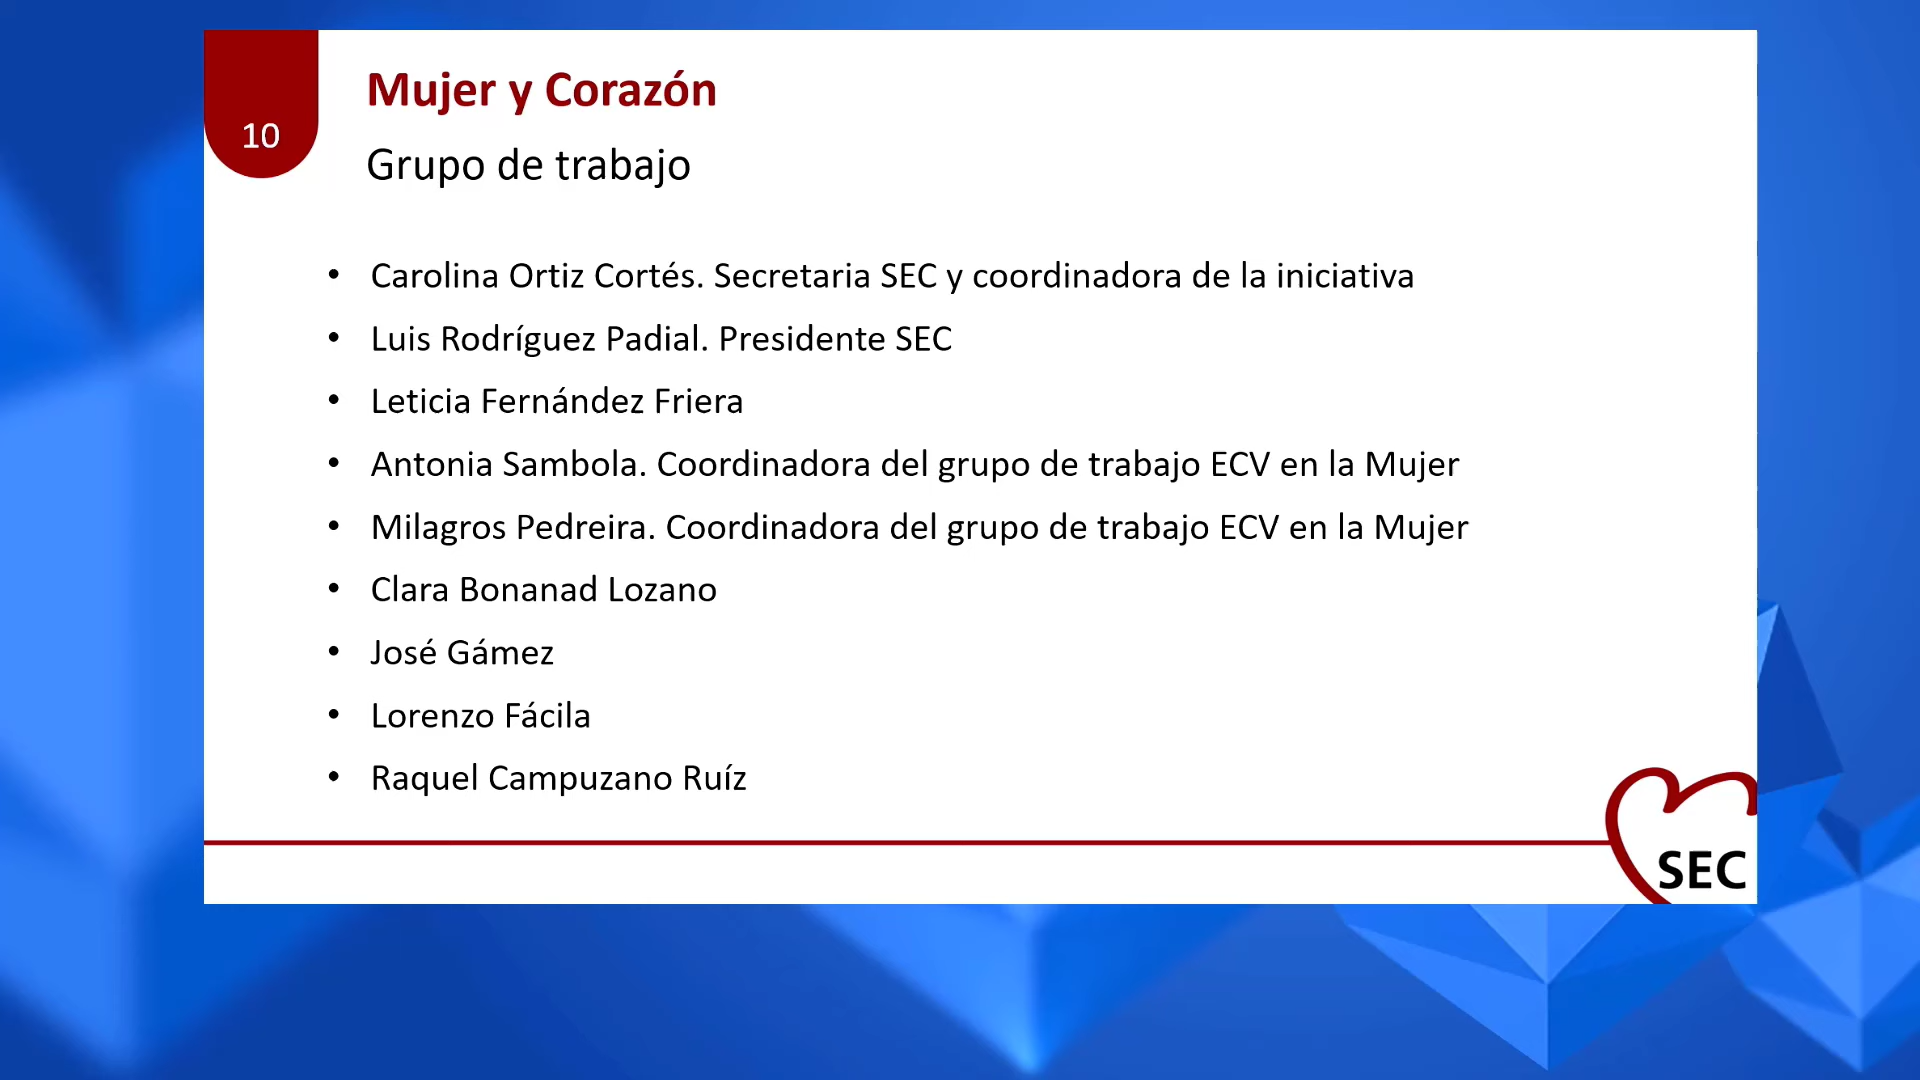 10
Mujer y Corazón
Grupo de trabajo
• Carolina Ortiz Cortés. Secretaria SEC y coordinadora de la iniciativa
• Luis Rodríguez Padial. Presidente SEC
• Leticia Fernández Friera
• Antonia Sambola. Coordinadora del grupo de trabajo ECV en la Mujer
• Milagros Pedreira. Coordinadora del grupo de trabajo ECV en la Mujer
• Clara Bonanad Lozano
• José Gámez
• Lorenzo Fácila
• Raquel Campuzano Ruíz
SEC